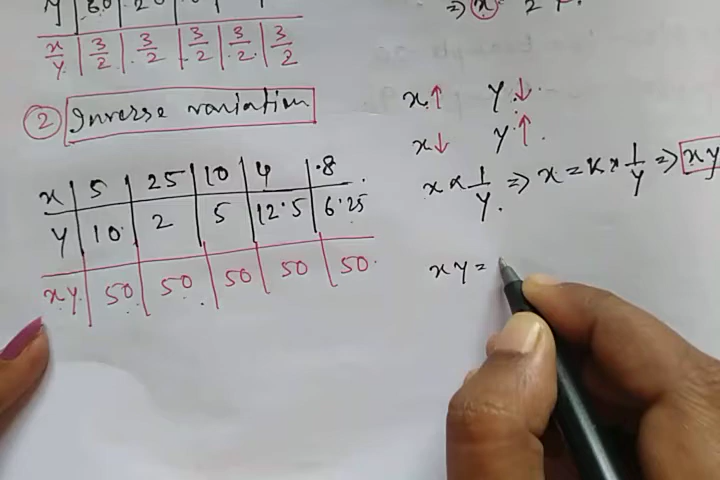 x/y | 3/2 | 3/2 | 3/2 | 3/2 | 3/2
② Inverse variation
x | 5 | 25 | 10 | 4 | 8
y | 10 | 2 | 5 | 12.5 | 6.25
xy | 50 | 50 | 50 | 50 | 50
x↑ y↓
x↓ y↑
x ∝ 1/y ⇒ x = k × 1/y ⇒ xy
xy =